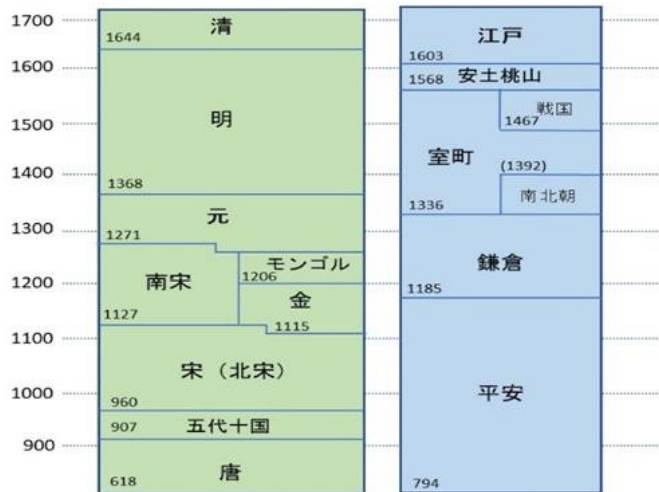 1700
1600
1500
1400
1300
1200
1100
1000
900
清
1644
明
1368
元
1271
モンゴル
1206
南宋
金
1127
1115
宋（北宋）
960
907
五代十国
唐
618
江戸
1603
1568
安土桃山
戦国
1467
室町
(1392)
南北朝
1336
鎌倉
1185
平安
794